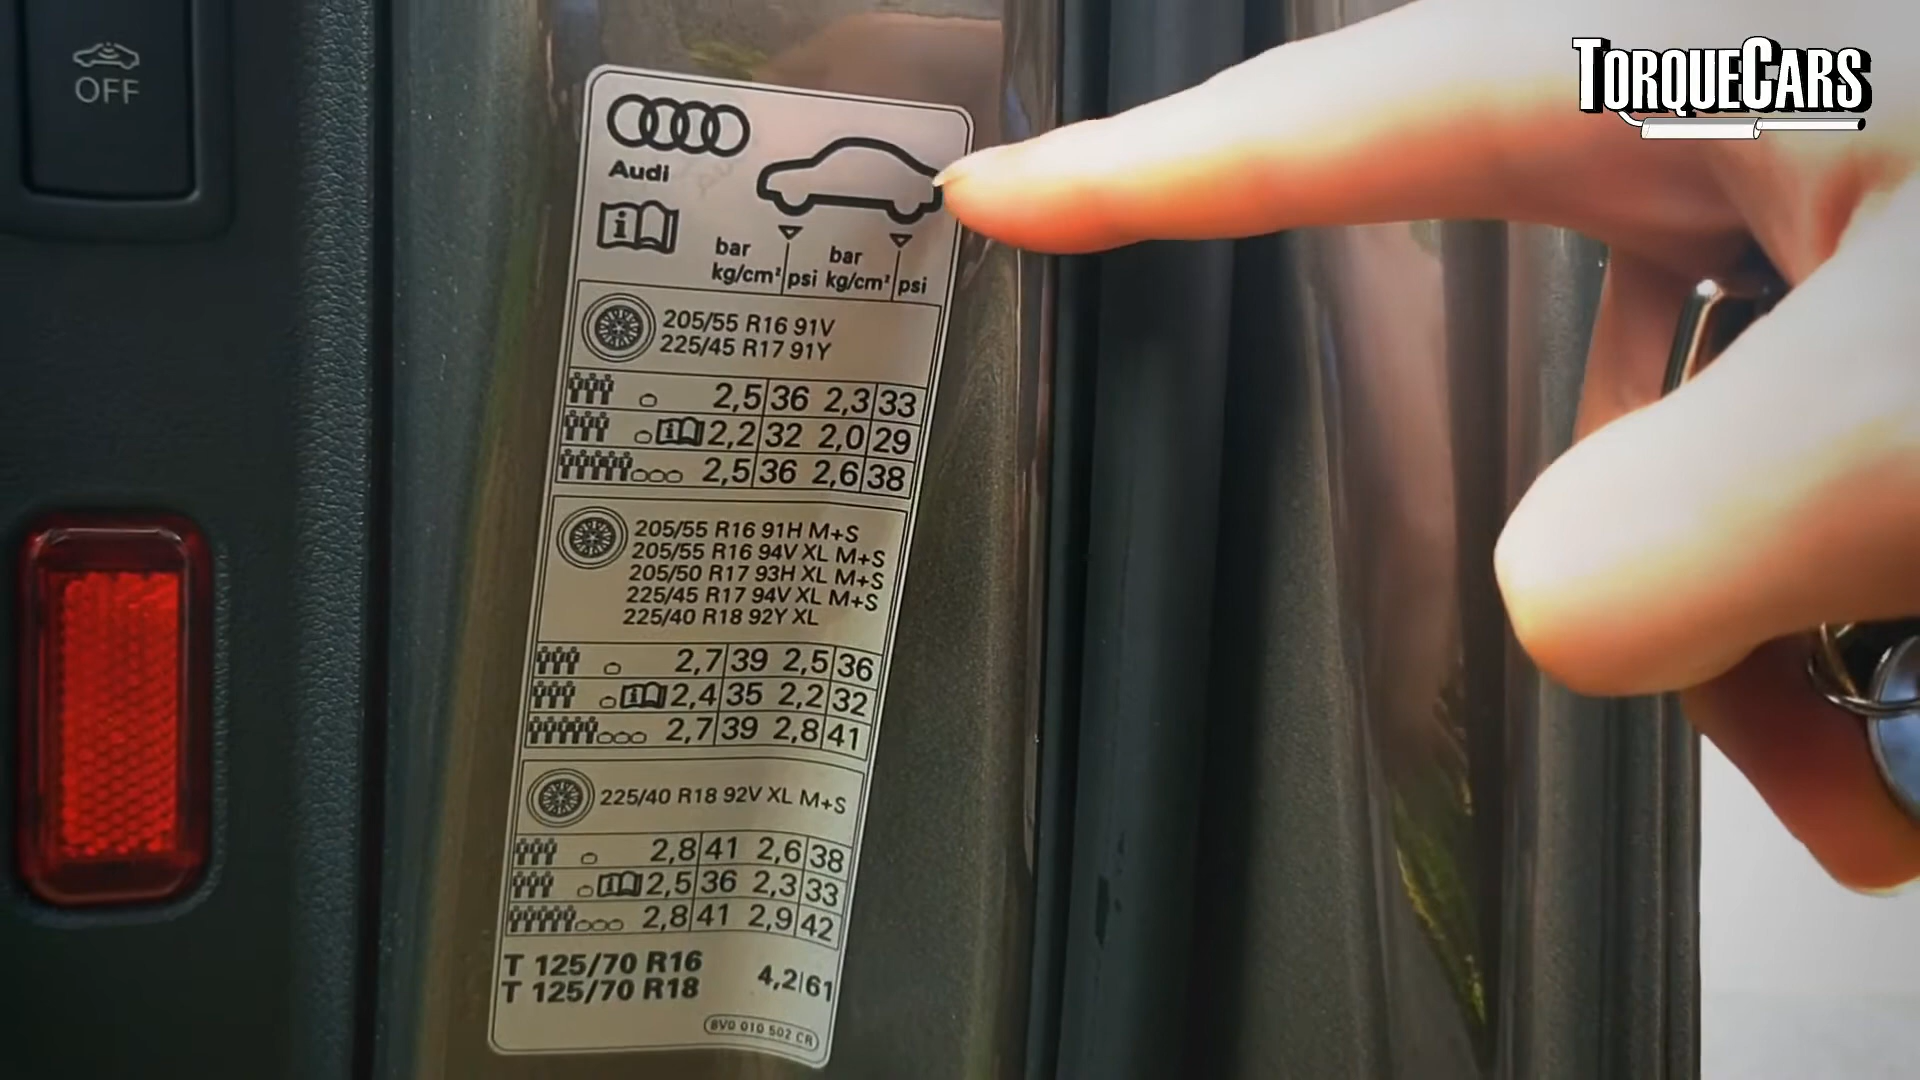 OFF
TORQUECARS
Audi
i
bar bar
kg/cm² psi kg/cm² psi
205/55 R16 91V
225/45 R17 91Y
2,5 36 2,3 33
i 2,2 32 2,0 29
2,5 36 2,6 38
205/55 R16 91H M+S
205/55 R16 94V XL M+S
205/50 R17 93H XL M+S
225/45 R17 94V XL M+S
225/40 R18 92Y XL
2,7 39 2,5 36
i 2,4 35 2,2 32
2,7 39 2,8 41
225/40 R18 92V XL M+S
2,8 41 2,6 38
i 2,5 36 2,3 33
2,8 41 2,9 42
T 125/70 R16
T 125/70 R18
4,2|61
8V0 010 502 CR